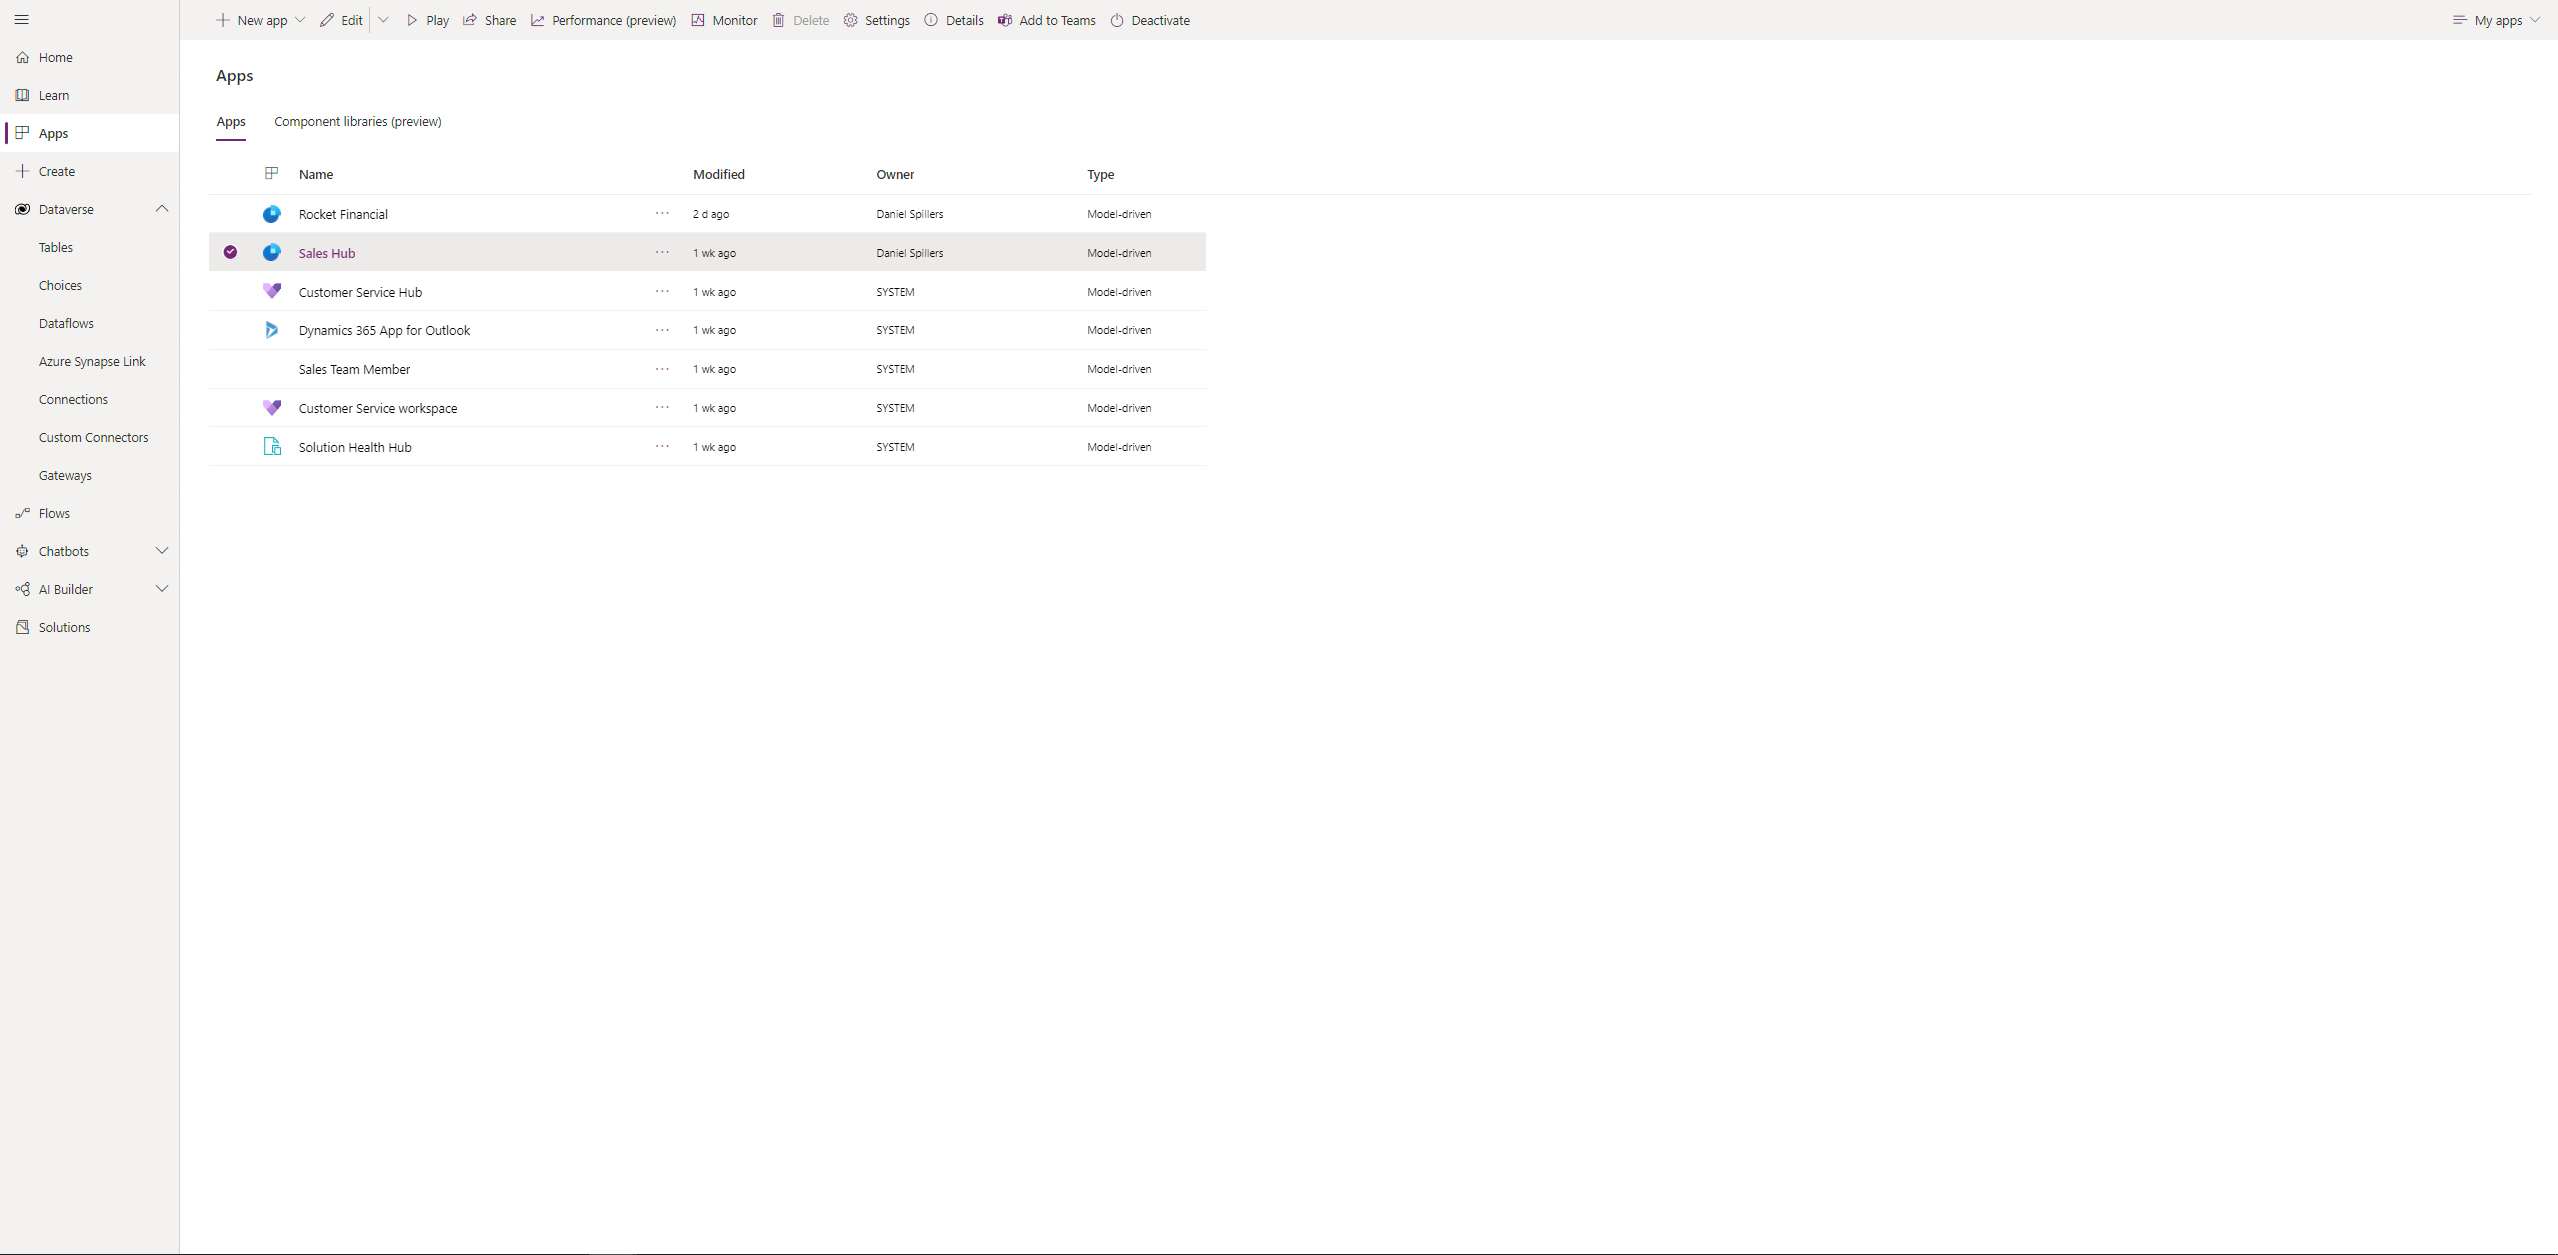 New app Edit Play Share Performance (preview) Monitor Delete Settings Details Add to Teams Deactivate My apps
Home
Learn
Apps
Create
Dataverse
Tables
Choices
Dataflows
Azure Synapse Link
Connections
Custom Connectors
Gateways
Flows
Chatbots
AI Builder
Solutions
Apps
Apps Component libraries (preview)
Name Modified Owner Type
Rocket Financial ... 2 d ago Daniel Spillers Model-driven
Sales Hub ... 1 wk ago Daniel Spillers Model-driven
Customer Service Hub ... 1 wk ago SYSTEM Model-driven
Dynamics 365 App for Outlook ... 1 wk ago SYSTEM Model-driven
Sales Team Member ... 1 wk ago SYSTEM Model-driven
Customer Service workspace ... 1 wk ago SYSTEM Model-driven
Solution Health Hub ... 1 wk ago SYSTEM Model-driven